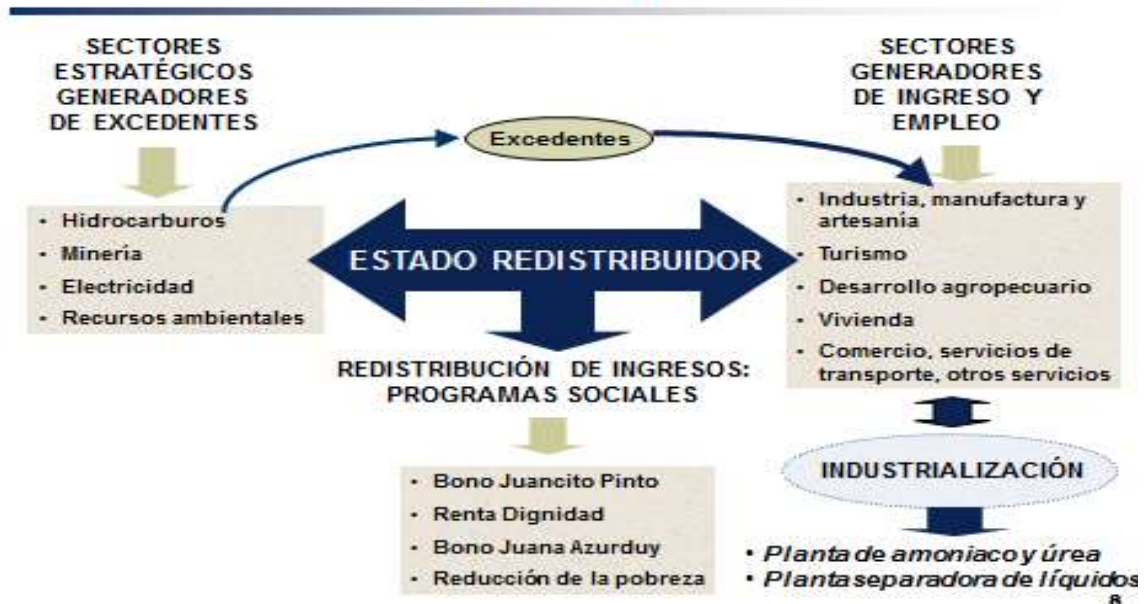 SECTORES
ESTRATÉGICOS
GENERADORES
DE EXCEDENTES
SECTORES
GENERADORES
DE INGRESO Y
EMPLEO
Excedentes
• Hidrocarburos
• Minería
• Electricidad
• Recursos ambientales
ESTADO REDISTRIBUIDOR
• Industria, manufactura y
artesanía
• Turismo
• Desarrollo agropecuario
• Vivienda
• Comercio, servicios de
transporte, otros servicios
REDISTRIBUCIÓN DE INGRESOS:
PROGRAMAS SOCIALES
• Bono Juancito Pinto
• Renta Dignidad
• Bono Juana Azurduy
• Reducción de la pobreza
INDUSTRIALIZACIÓN
• Planta de amoniaco y úrea
• Planta separadora de líquidos
8